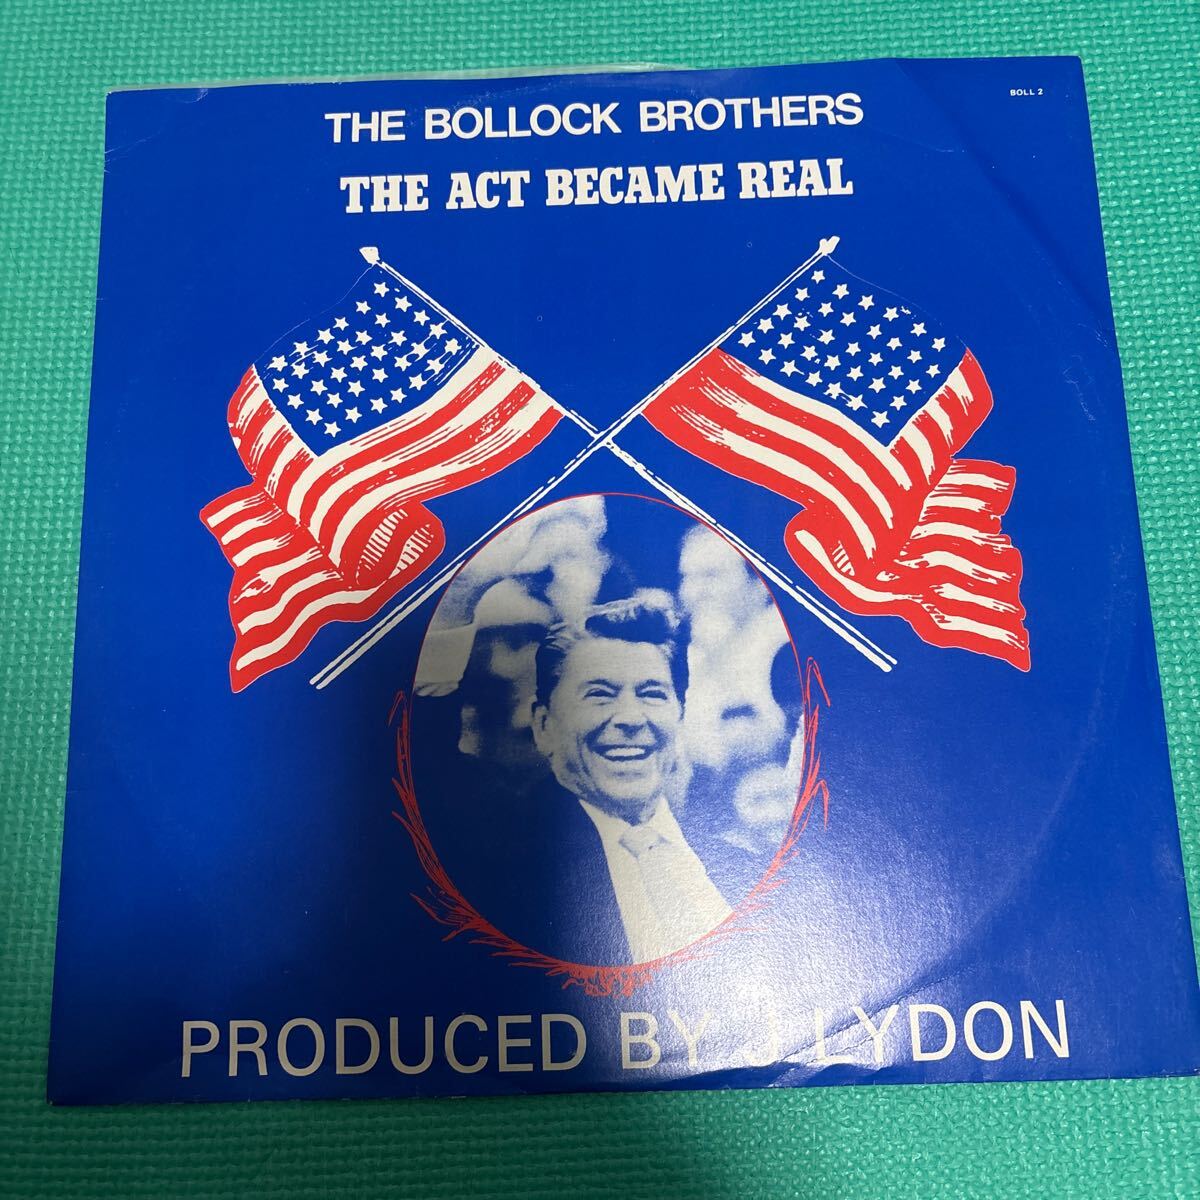 BOLL 2
THE BOLLOCK BROTHERS
THE ACT BECAME REAL
PRODUCED BY J LYDON